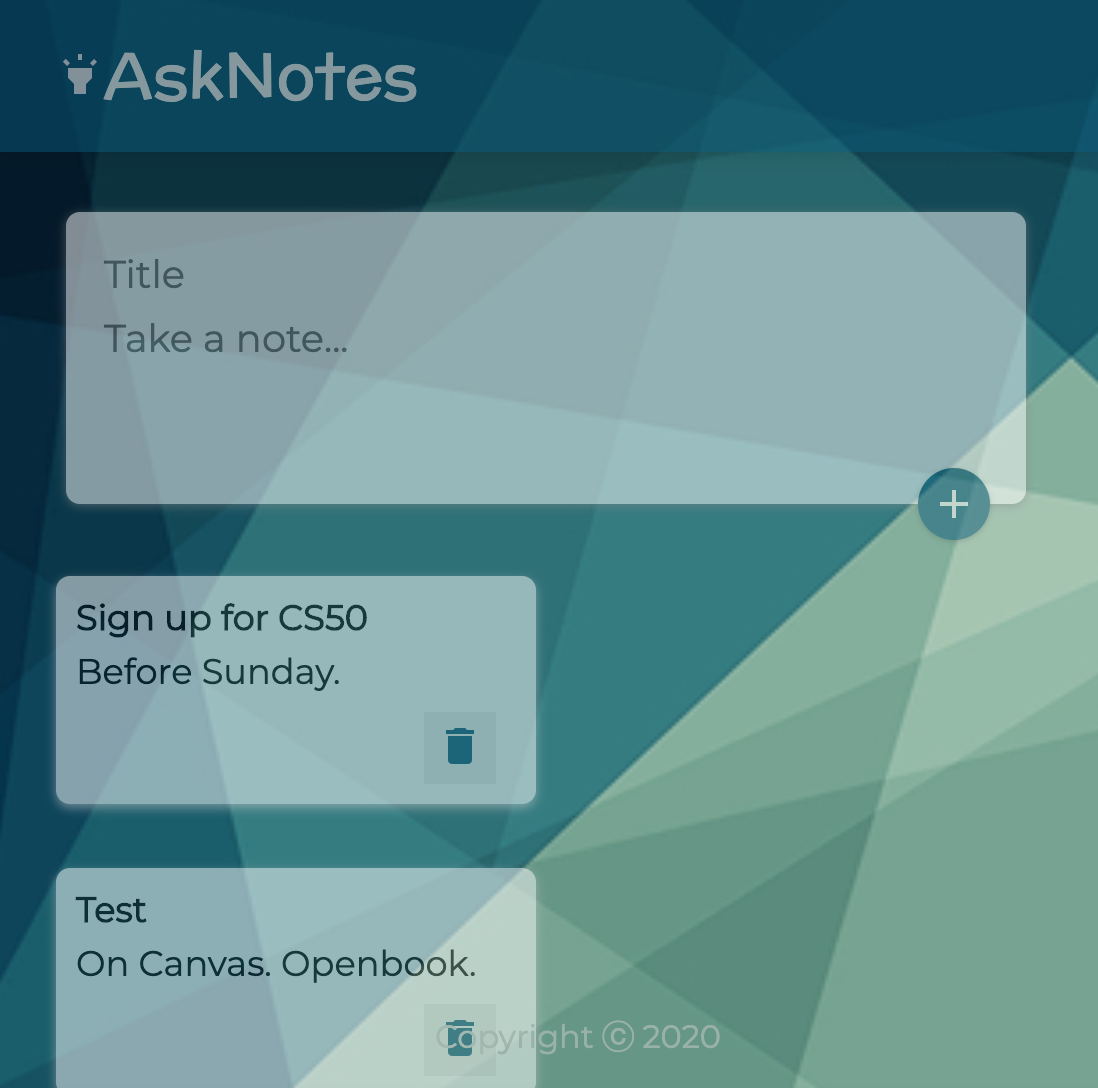 AskNotes
Title
Take a note...
Sign up for CS50
Before Sunday.
Test
On Canvas. Openbook.
Copyright ⓒ 2020